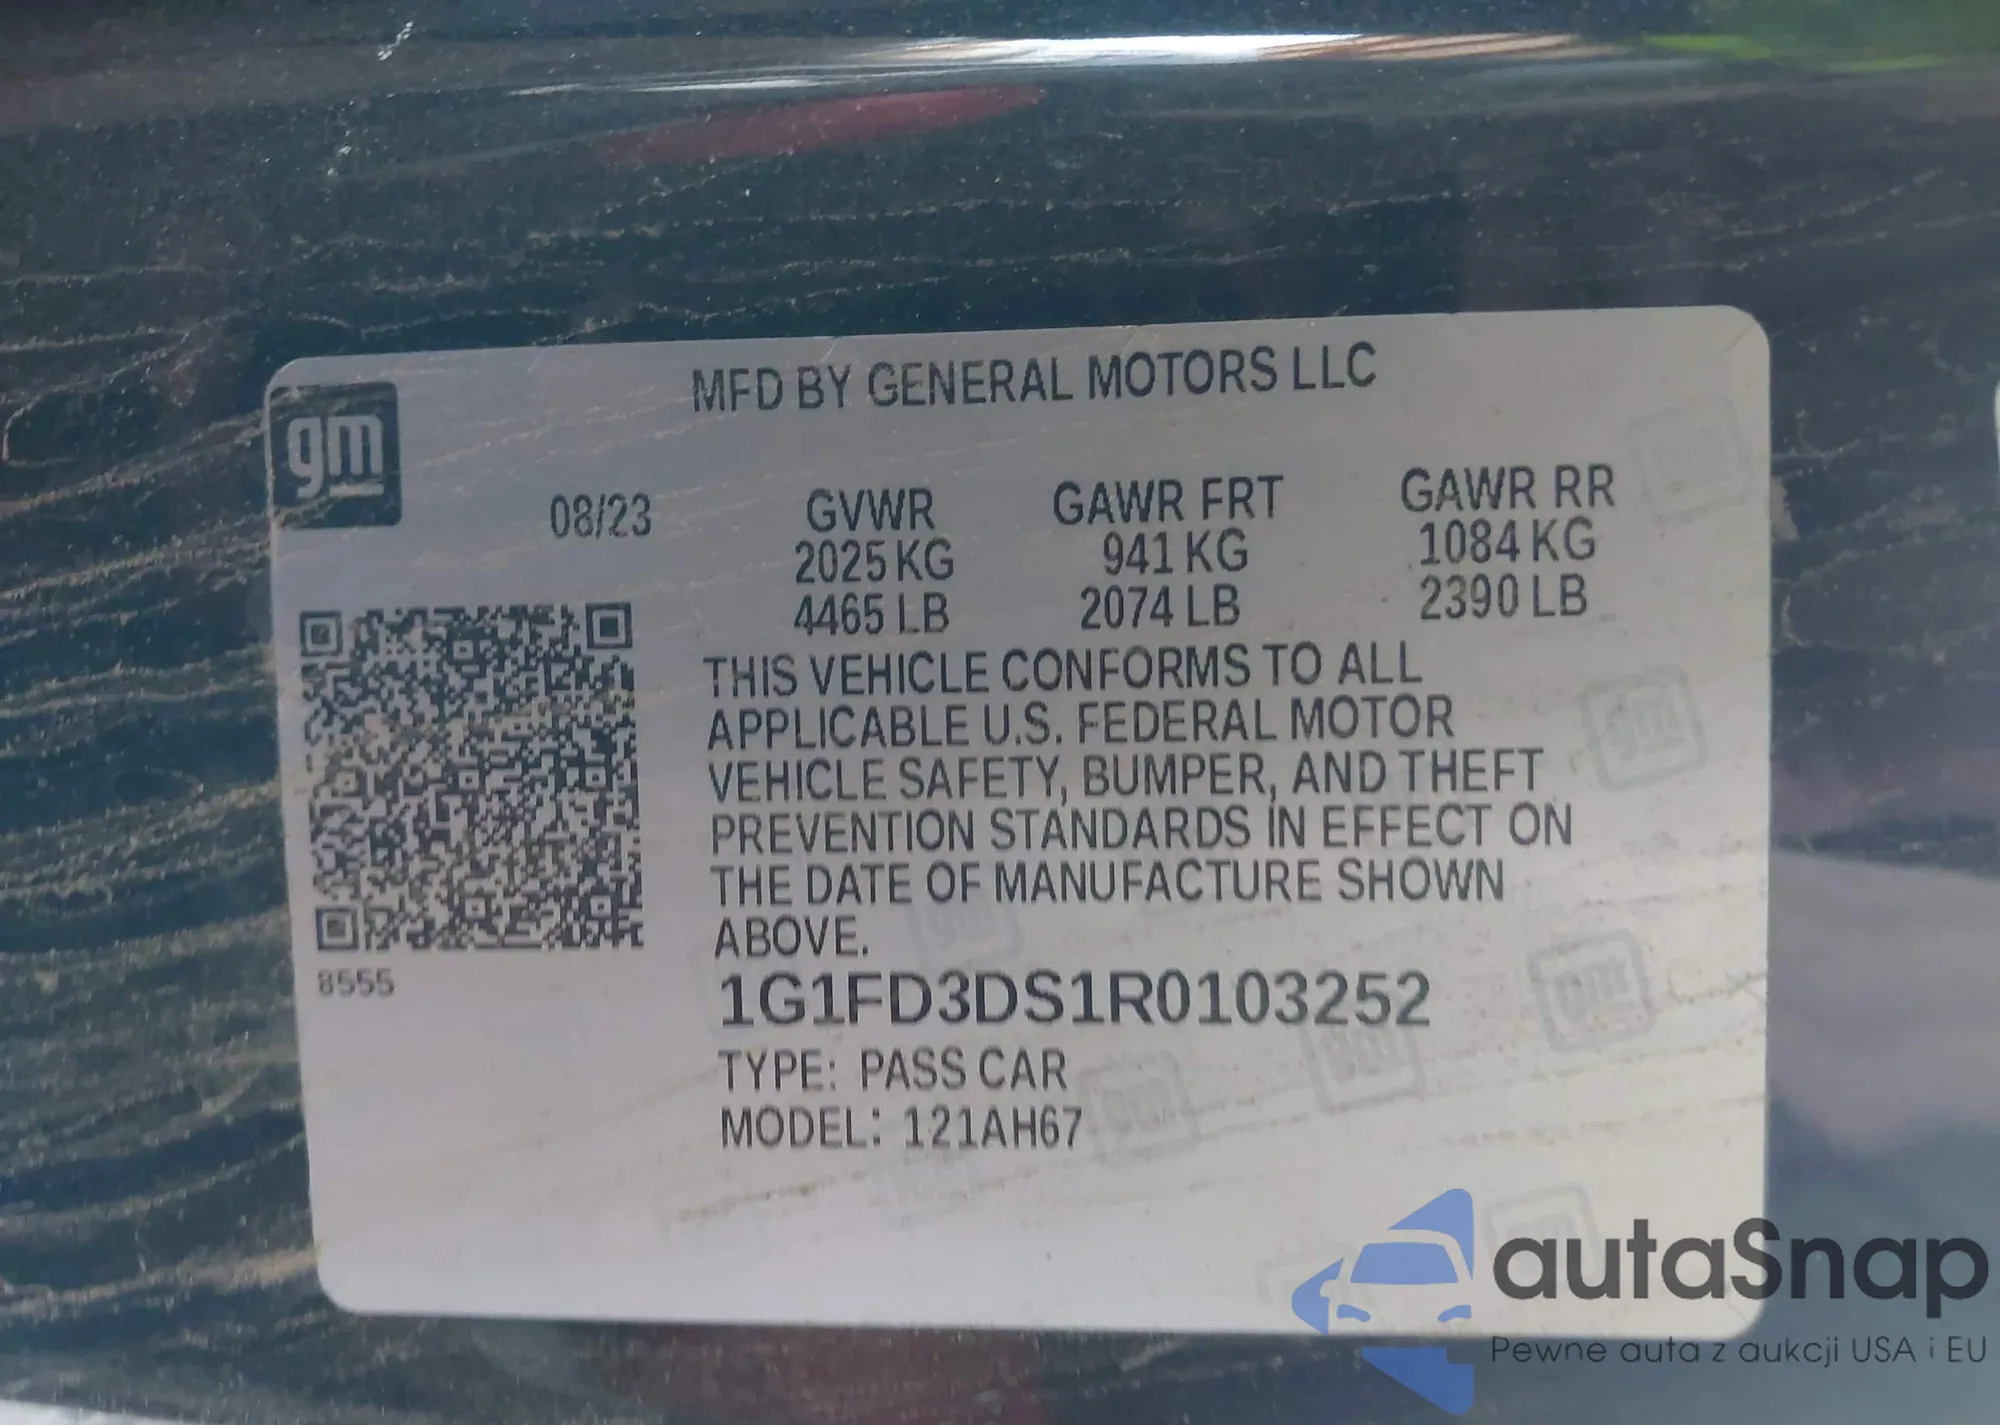 MFD BY GENERAL MOTORS LLC
gm
08/23 GVWR GAWR FRT GAWR RR
2025 KG 941 KG 1084 KG
4465 LB 2074 LB 2390 LB
THIS VEHICLE CONFORMS TO ALL
APPLICABLE U.S. FEDERAL MOTOR
VEHICLE SAFETY, BUMPER, AND THEFT
PREVENTION STANDARDS IN EFFECT ON
THE DATE OF MANUFACTURE SHOWN
ABOVE.
8555
1G1FD3DS1R0103252
TYPE: PASS CAR
MODEL: 121AH67
autaSnap
Pewne auta z aukcji USA i EU